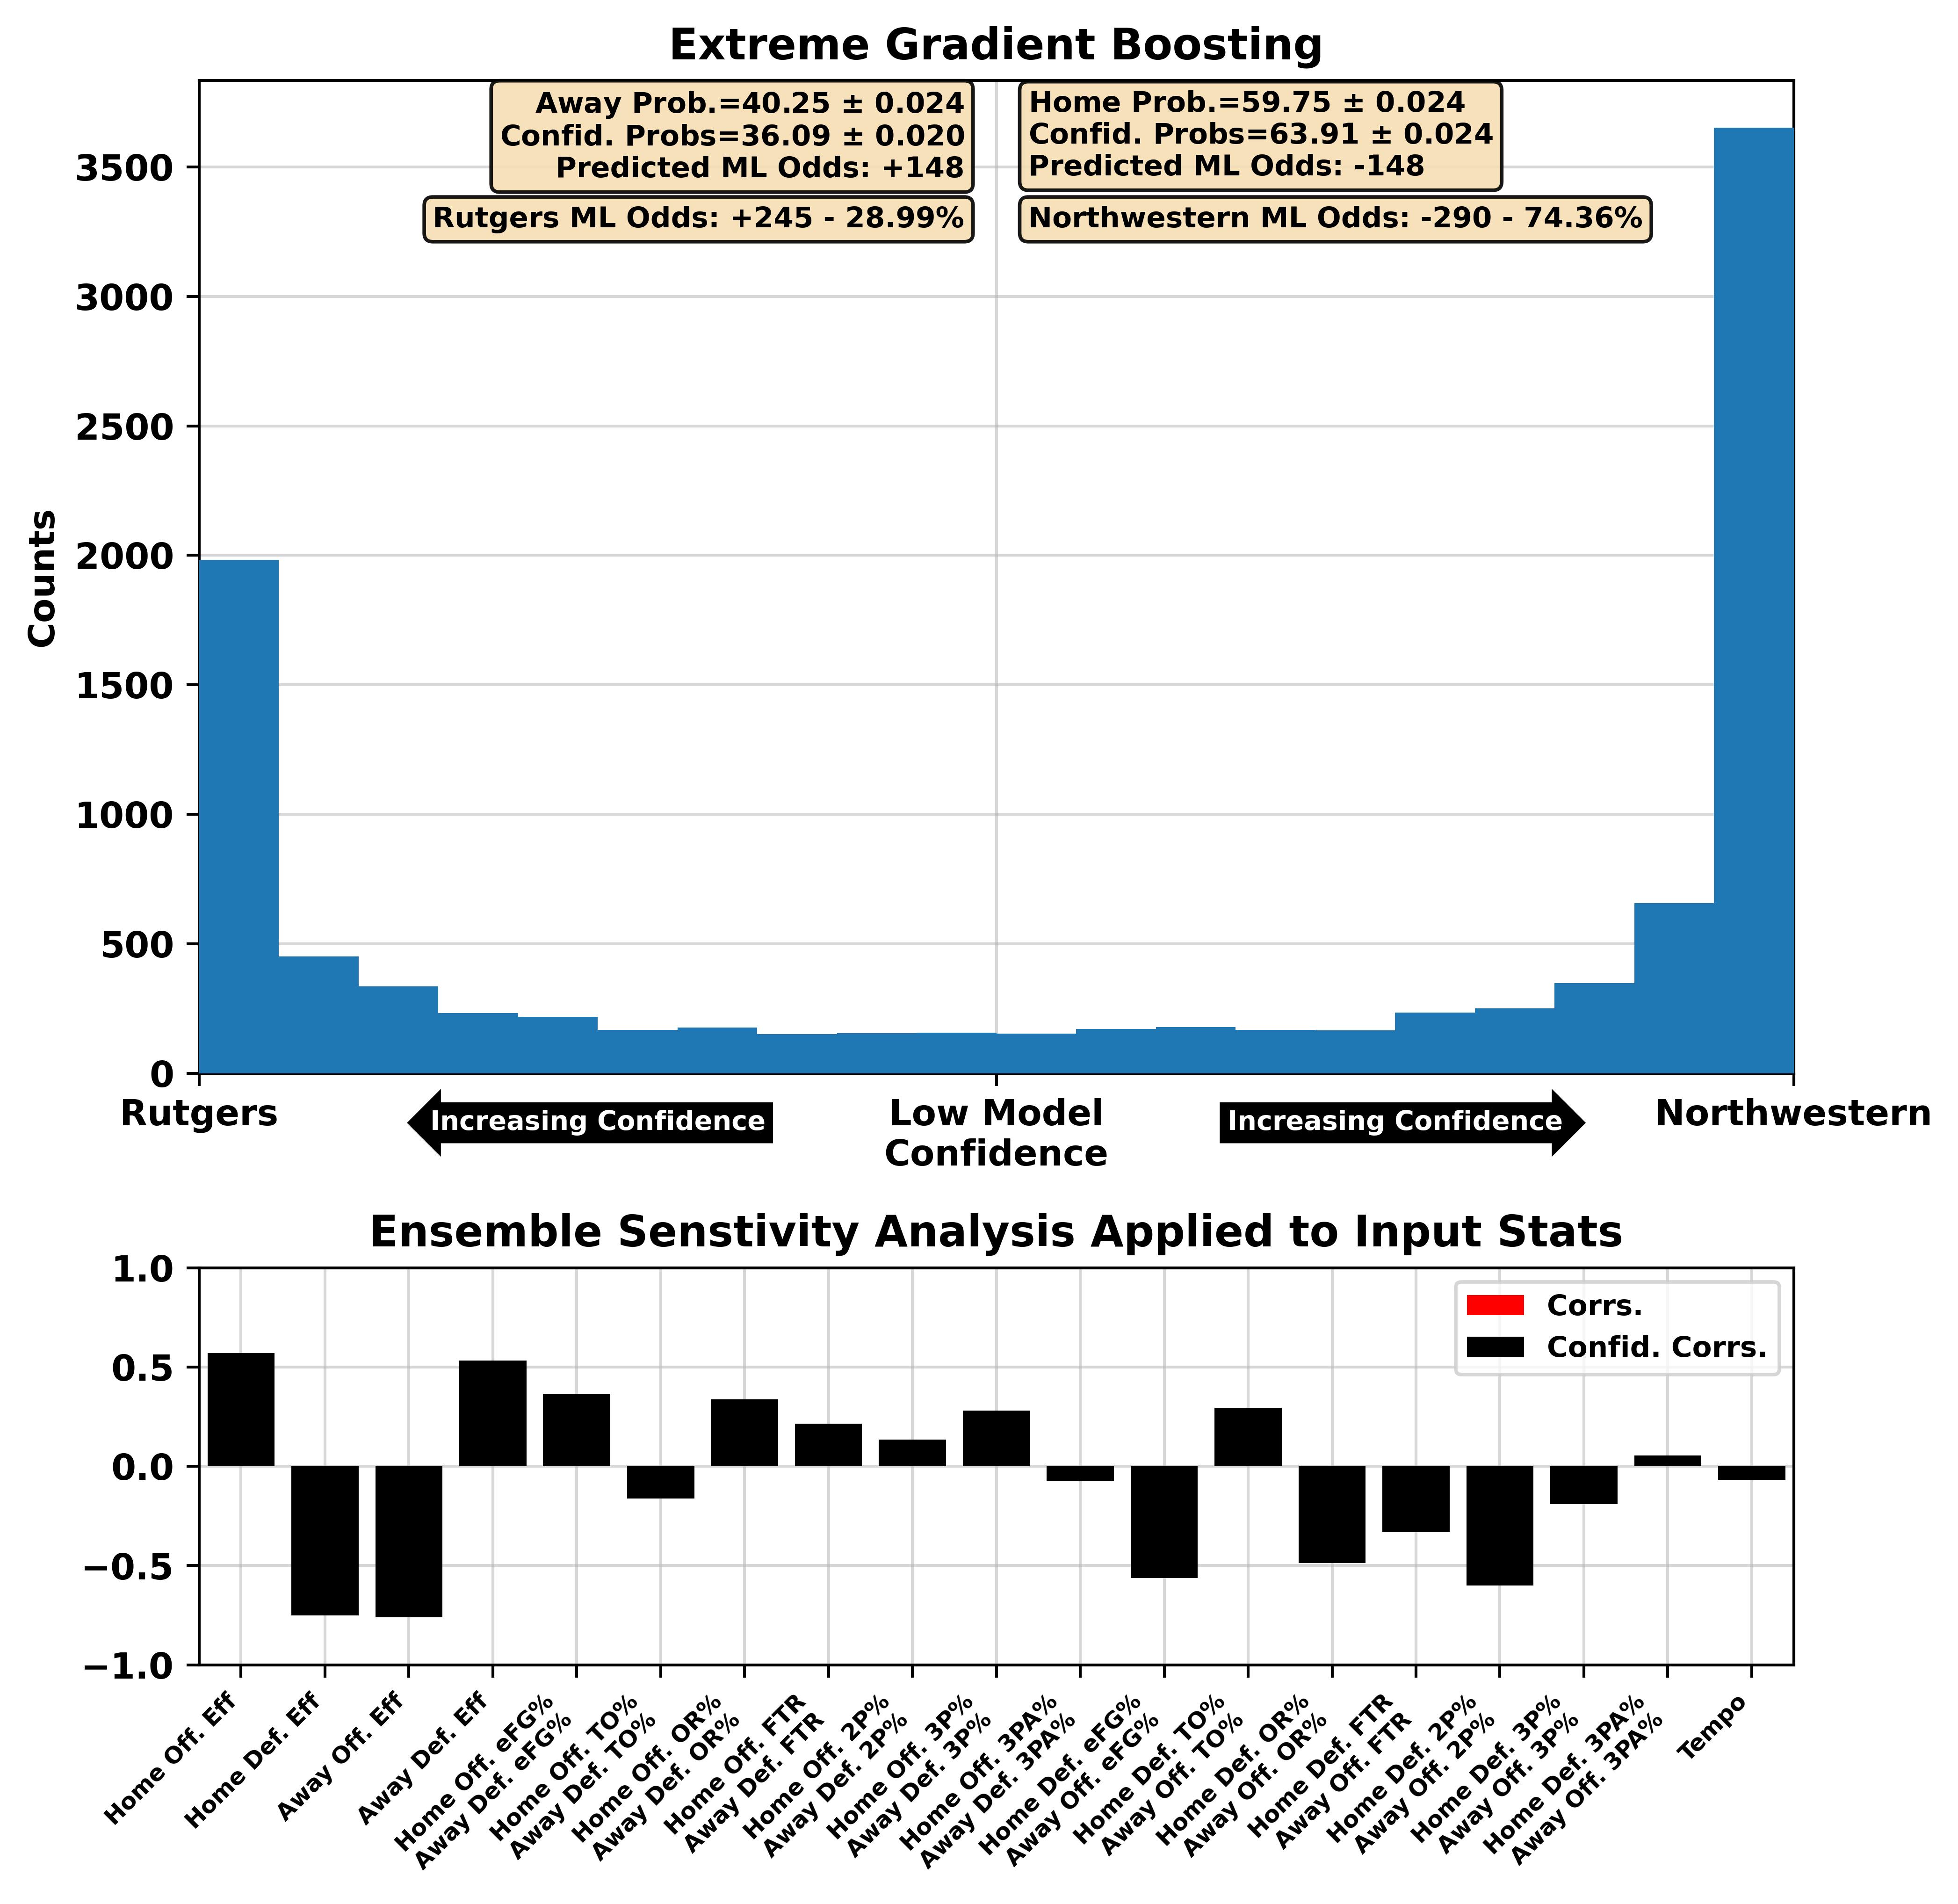 Extreme Gradient Boosting
Away Prob.=40.25 ± 0.024
Confid. Probs=36.09 ± 0.020
Predicted ML Odds: +148
Rutgers ML Odds: +245 - 28.99%
Home Prob.=59.75 ± 0.024
Confid. Probs=63.91 ± 0.024
Predicted ML Odds: -148
Northwestern ML Odds: -290 - 74.36%
Counts
3500
3000
2500
2000
1500
1000
500
0
Rutgers
Increasing Confidence
Low Model
Confidence
Increasing Confidence
Northwestern
Ensemble Senstivity Analysis Applied to Input Stats
Corrs.
Confid. Corrs.
1.0
0.5
0.0
−0.5
−1.0
Home Off. Eff
Home Def. Eff
Away Off. Eff
Away Def. Eff
Home Off. eFG%
Away Def. eFG%
Home Off. TO%
Away Def. TO%
Home Off. OR%
Away Def. OR%
Home Off. FTR
Away Def. FTR
Home Off. 2P%
Away Def. 2P%
Home Off. 3P%
Away Def. 3P%
Home Off. 3PA%
Away Def. 3PA%
Home Def. eFG%
Away Off. eFG%
Home Def. TO%
Away Off. TO%
Home Def. OR%
Away Off. OR%
Home Def. FTR
Away Off. FTR
Home Def. 2P%
Away Off. 2P%
Home Def. 3P%
Away Off. 3P%
Home Def. 3PA%
Away Off. 3PA%
Tempo